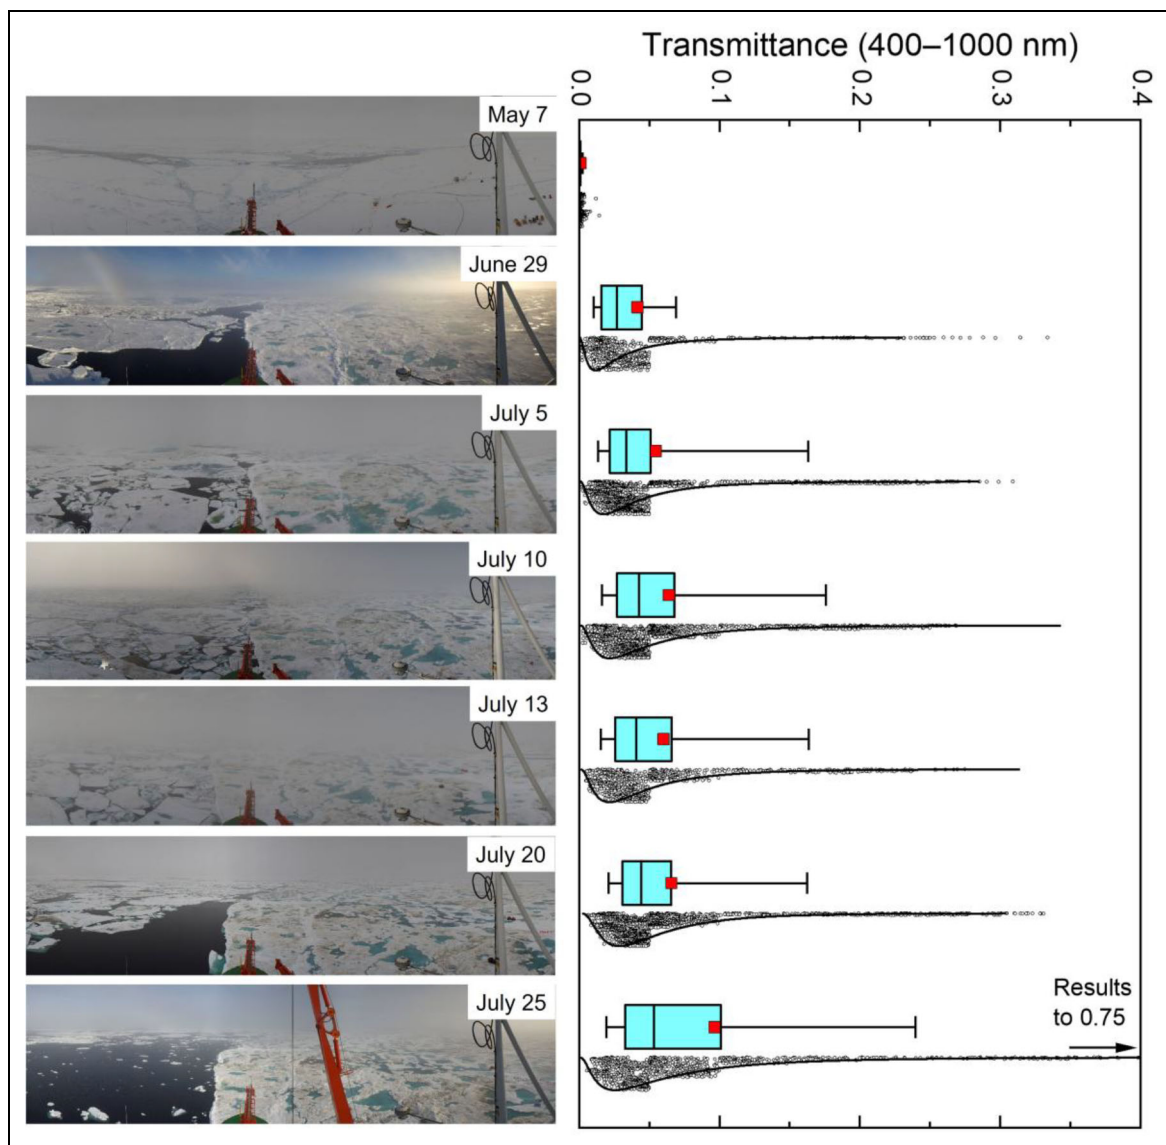 Transmittance (400–1000 nm)
0.0
0.1
0.2
0.3
0.4
May 7
June 29
July 5
July 10
July 13
July 20
July 25
Results
to 0.75